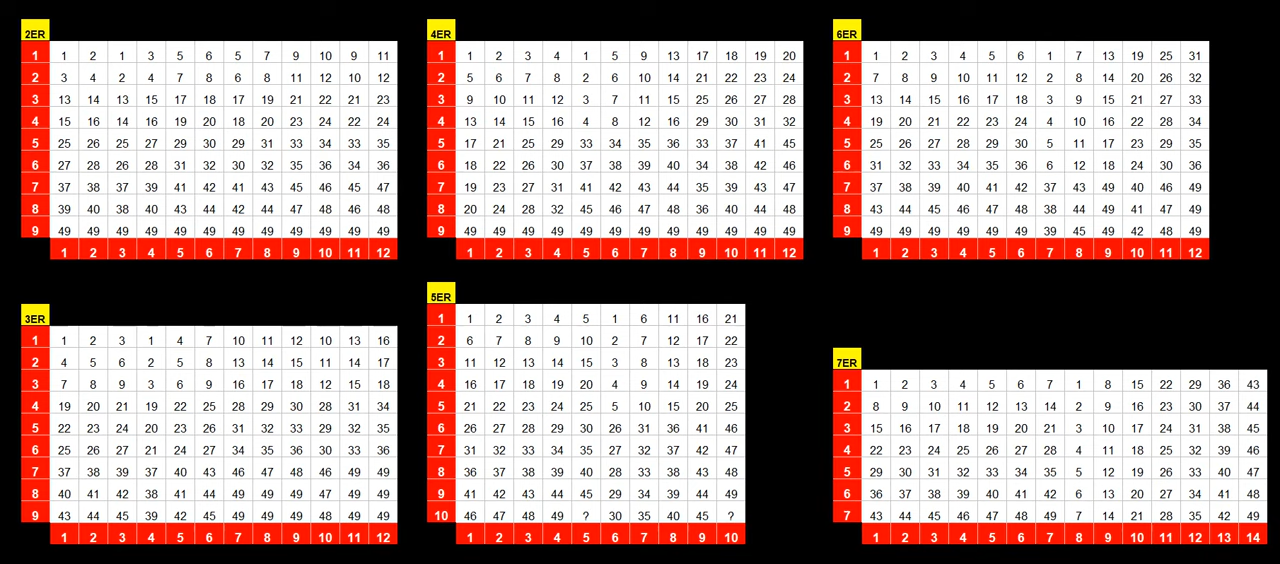 2ER
1 1 2 1 3 5 6 5 7 9 10 9 11
2 3 4 2 4 7 8 6 8 11 12 10 12
3 13 14 13 15 17 18 17 19 21 22 21 23
4 15 16 14 16 19 20 18 20 23 24 22 24
5 25 26 25 27 29 30 29 31 33 34 33 35
6 27 28 26 28 31 32 30 32 35 36 34 36
7 37 38 37 39 41 42 41 43 45 46 45 47
8 39 40 38 40 43 44 42 44 47 48 46 48
9 49 49 49 49 49 49 49 49 49 49 49 49
1 2 3 4 5 6 7 8 9 10 11 12
4ER
1 1 2 3 4 1 5 9 13 17 18 19 20
2 5 6 7 8 2 6 10 14 21 22 23 24
3 9 10 11 12 3 7 11 15 25 26 27 28
4 13 14 15 16 4 8 12 16 29 30 31 32
5 17 21 25 29 33 34 35 36 33 37 41 45
6 18 22 26 30 37 38 39 40 34 38 42 46
7 19 23 27 31 41 42 43 44 35 39 43 47
8 20 24 28 32 45 46 47 48 36 40 44 48
9 49 49 49 49 49 49 49 49 49 49 49 49
1 2 3 4 5 6 7 8 9 10 11 12
6ER
1 1 2 3 4 5 6 1 7 13 19 25 31
2 7 8 9 10 11 12 2 8 14 20 26 32
3 13 14 15 16 17 18 3 9 15 21 27 33
4 19 20 21 22 23 24 4 10 16 22 28 34
5 25 26 27 28 29 30 5 11 17 23 29 35
6 31 32 33 34 35 36 6 12 18 24 30 36
7 37 38 39 40 41 42 37 43 49 40 46 49
8 43 44 45 46 47 48 38 44 49 41 47 49
9 49 49 49 49 49 49 39 45 49 42 48 49
1 2 3 4 5 6 7 8 9 10 11 12
3ER
1 1 2 3 1 4 7 10 11 12 10 13 16
2 4 5 6 2 5 8 13 14 15 11 14 17
3 7 8 9 3 6 9 16 17 18 12 15 18
4 19 20 21 19 22 25 28 29 30 28 31 34
5 22 23 24 20 23 26 31 32 33 29 32 35
6 25 26 27 21 24 27 34 35 36 30 33 36
7 37 38 39 37 40 43 46 47 48 46 49 49
8 40 41 42 38 41 44 49 49 49 47 49 49
9 43 44 45 39 42 45 49 49 49 48 49 49
1 2 3 4 5 6 7 8 9 10 11 12
5ER
1 1 2 3 4 5 1 6 11 16 21
2 6 7 8 9 10 2 7 12 17 22
3 11 12 13 14 15 3 8 13 18 23
4 16 17 18 19 20 4 9 14 19 24
5 21 22 23 24 25 5 10 15 20 25
6 26 27 28 29 30 26 31 36 41 46
7 31 32 33 34 35 27 32 37 42 47
8 36 37 38 39 40 28 33 38 43 48
9 41 42 43 44 45 29 34 39 44 49
10 46 47 48 49 ? 30 35 40 45 ?
1 2 3 4 5 6 7 8 9 10
7ER
1 1 2 3 4 5 6 7 1 8 15 22 29 36 43
2 8 9 10 11 12 13 14 2 9 16 23 30 37 44
3 15 16 17 18 19 20 21 3 10 17 24 31 38 45
4 22 23 24 25 26 27 28 4 11 18 25 32 39 46
5 29 30 31 32 33 34 35 5 12 19 26 33 40 47
6 36 37 38 39 40 41 42 6 13 20 27 34 41 48
7 43 44 45 46 47 48 49 7 14 21 28 35 42 49
1 2 3 4 5 6 7 8 9 10 11 12 13 14